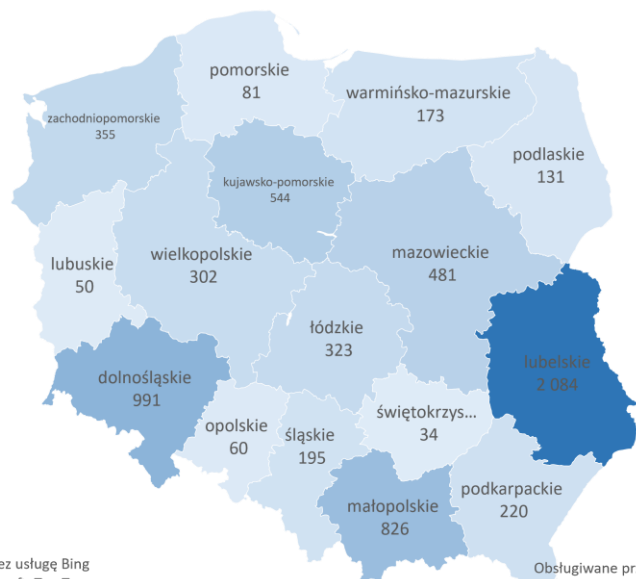 pomorskie
81
warmińsko-mazurskie
173
zachodniopomorskie
355
podlaskie
131
kujawsko-pomorskie
544
mazowieckie
481
wielkopolskie
302
lubuskie
50
łódzkie
323
lubelskie
2 084
dolnośląskie
991
świętokrzys...
34
opolskie
60
śląskie
195
podkarpackie
220
małopolskie
826
ez usługę Bing
Obsługiwane pr